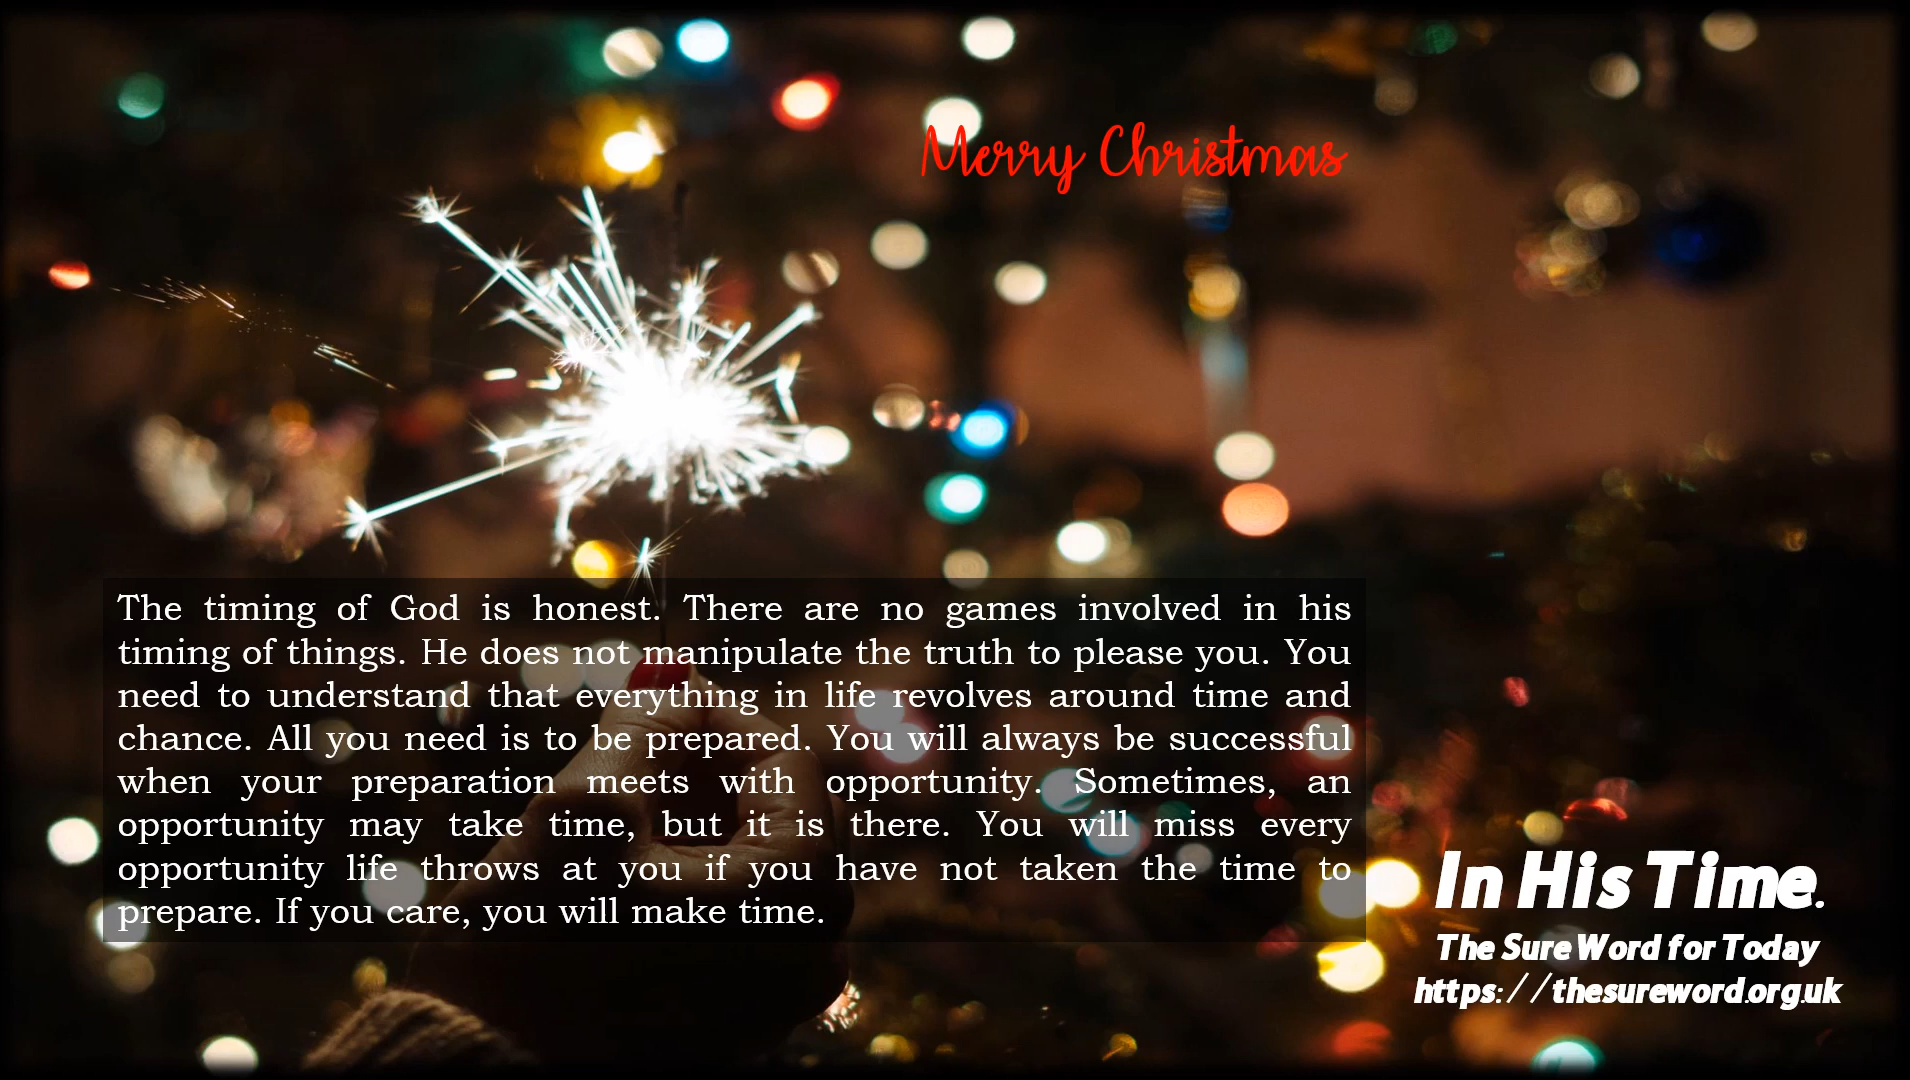 Merry Christmas
The timing of God is honest. There are no games involved in his
timing of things. He does not manipulate the truth to please you. You
need to understand that everything in life revolves around time and
chance. All you need is to be prepared. You will always be successful
when your preparation meets with opportunity. Sometimes, an
opportunity may take time, but it is there. You will miss every
opportunity life throws at you if you have not taken the time to
prepare. If you care, you will make time.
In His Time.
The Sure Word for Today
https://thesureword.org.uk